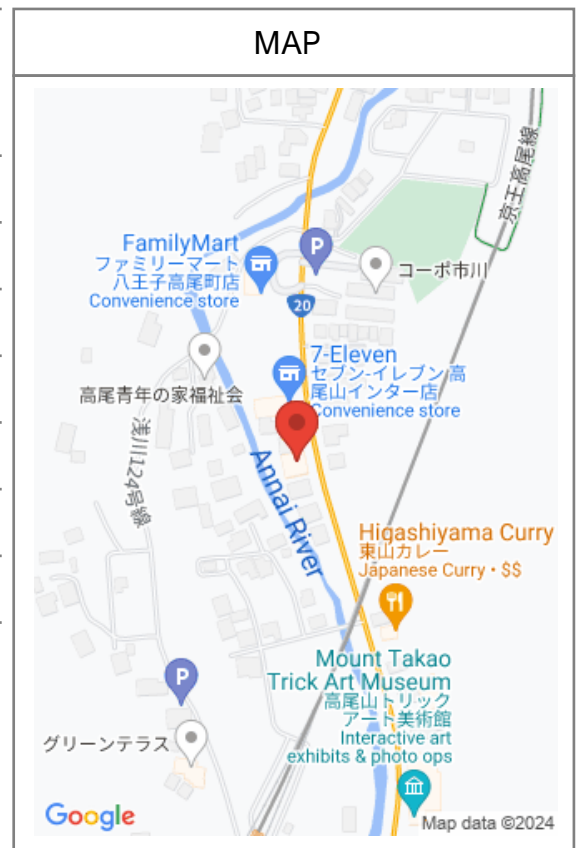 MAP
京王高尾線
FamilyMart
ファミリーマート
八王子高尾町店
Convenience store
P
コーポ市川
20
7-Eleven
セブン-イレブン 高
尾山インター店
Convenience store
高尾青年の家福祉会
浅川124号線
Annai River
Higashiyama Curry
東山カレー
Japanese Curry • $$
Mount Takao
Trick Art Museum
高尾山トリック
アート美術館
Interactive art
exhibits & photo ops
P
グリーンテラス
Google
Map data ©2024